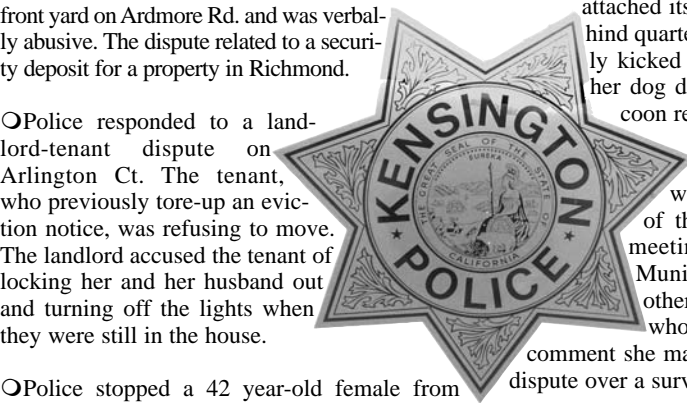 front yard on Ardmore Rd. and was verbal-
ly abusive. The dispute related to a securi-
ty deposit for a property in Richmond.
❍Police responded to a land-
lord-tenant dispute on
Arlington Ct. The tenant,
who previously tore-up an evic-
tion notice, was refusing to move.
The landlord accused the tenant of
locking her and her husband out
and turning off the lights when
they were still in the house.
❍Police stopped a 42 year-old female from
KENSINGTON
THE GREAT SEAL OF THE STATE OF
EUREKA
CALIFORNIA
POLICE
attached its
hind quarte
ly kicked
her dog d
coon re
w
of th
meetin
Muni
other
who
comment she ma
dispute over a surv